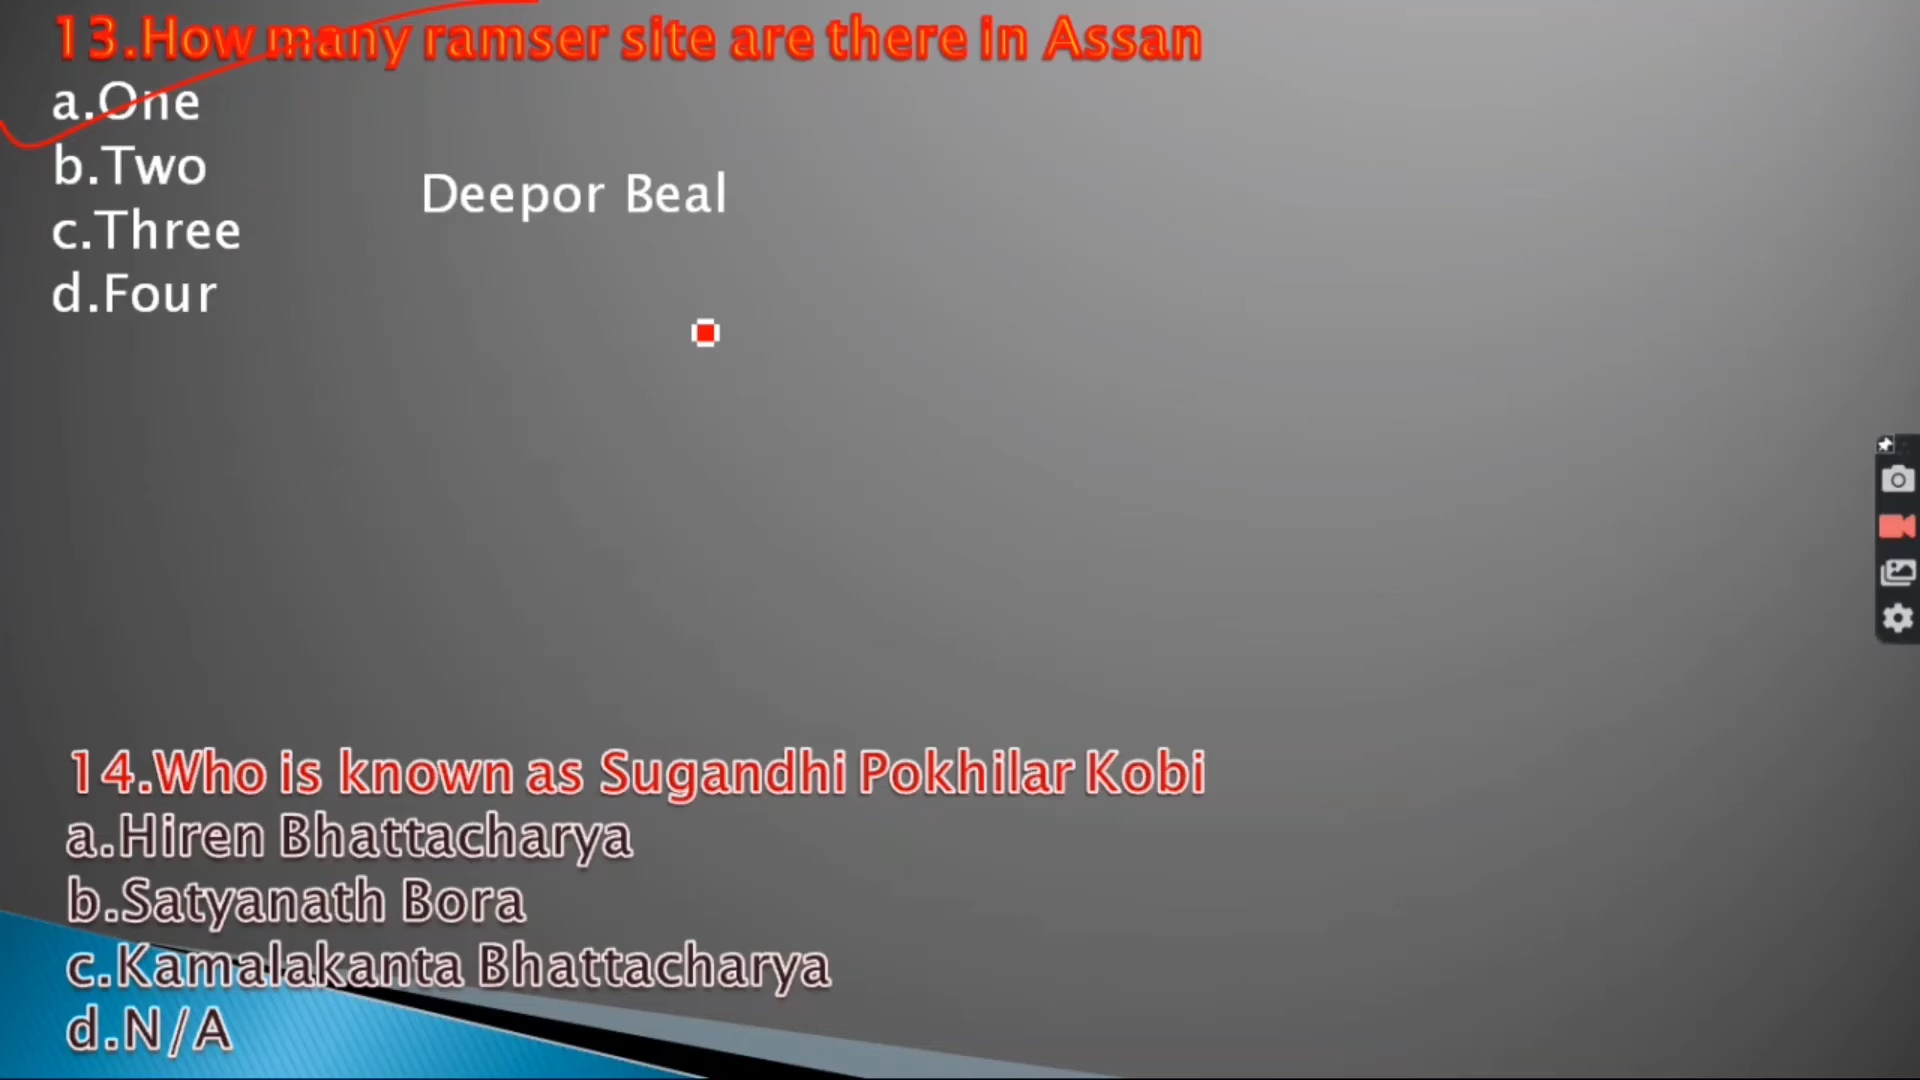 13.How many ramser site are there in Assan
a.One
b.Two
Deepor Beal
c.Three
d.Four
14.Who is known as Sugandhi Pokhilar Kobi
a.Hiren Bhattacharya
b.Satyanath Bora
c.Kamalakanta Bhattacharya
d.N/A